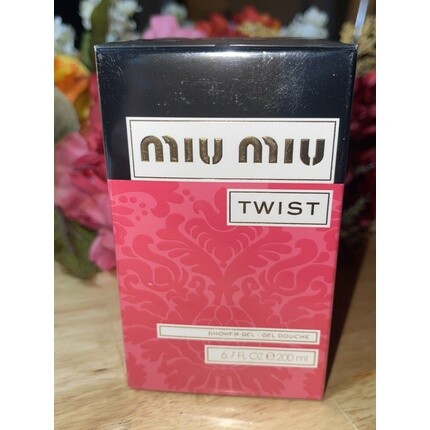 miu miu
TWIST
SHOWER GEL · GEL DOUCHE
6.7 FL OZ ℮ 200 ml